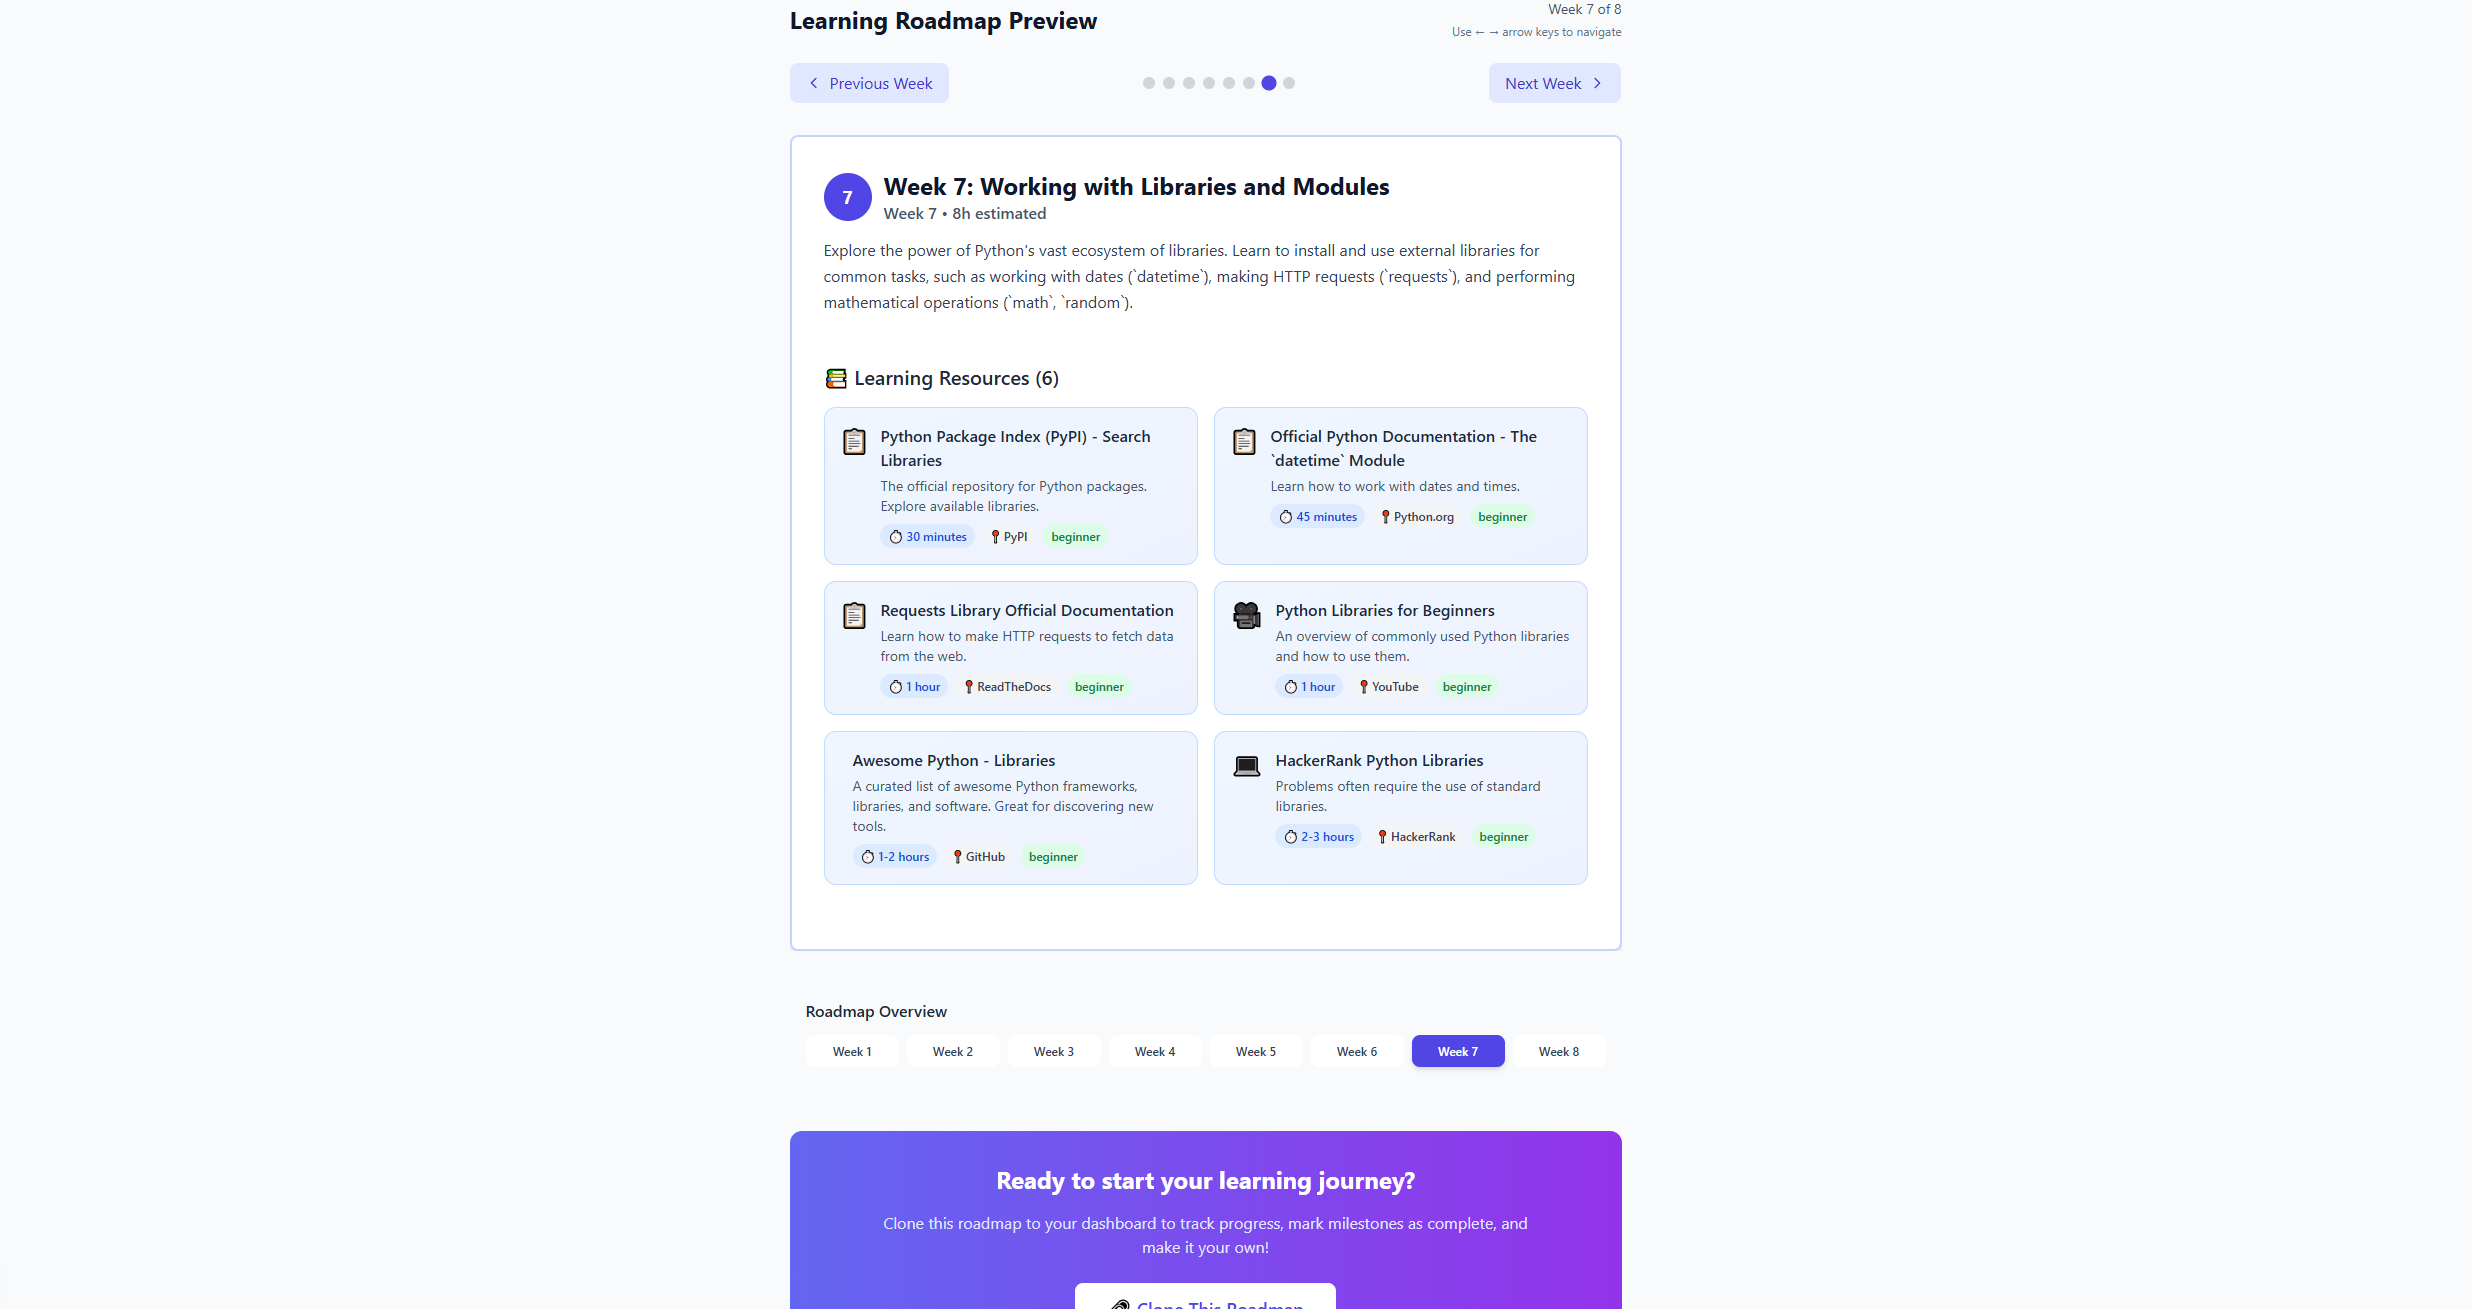 Learning Roadmap Preview
Week 7 of 8
Use ← → arrow keys to navigate
Previous Week
Next Week
7
Week 7: Working with Libraries and Modules
Week 7 • 8h estimated
Explore the power of Python's vast ecosystem of libraries. Learn to install and use external libraries for
common tasks, such as working with dates (`datetime`), making HTTP requests (`requests`), and performing
mathematical operations (`math`, `random`).
Learning Resources (6)
Python Package Index (PyPI) - Search
Libraries
The official repository for Python packages.
Explore available libraries.
30 minutes PyPI beginner
Official Python Documentation - The
`datetime` Module
Learn how to work with dates and times.
45 minutes Python.org beginner
Requests Library Official Documentation
Learn how to make HTTP requests to fetch data
from the web.
1 hour ReadTheDocs beginner
Python Libraries for Beginners
An overview of commonly used Python libraries
and how to use them.
1 hour YouTube beginner
Awesome Python - Libraries
A curated list of awesome Python frameworks,
libraries, and software. Great for discovering new
tools.
1-2 hours GitHub beginner
HackerRank Python Libraries
Problems often require the use of standard
libraries.
2-3 hours HackerRank beginner
Roadmap Overview
Week 1 Week 2 Week 3 Week 4 Week 5 Week 6 Week 7 Week 8
Ready to start your learning journey?
Clone this roadmap to your dashboard to track progress, mark milestones as complete, and
make it your own!
Clone This Roadmap